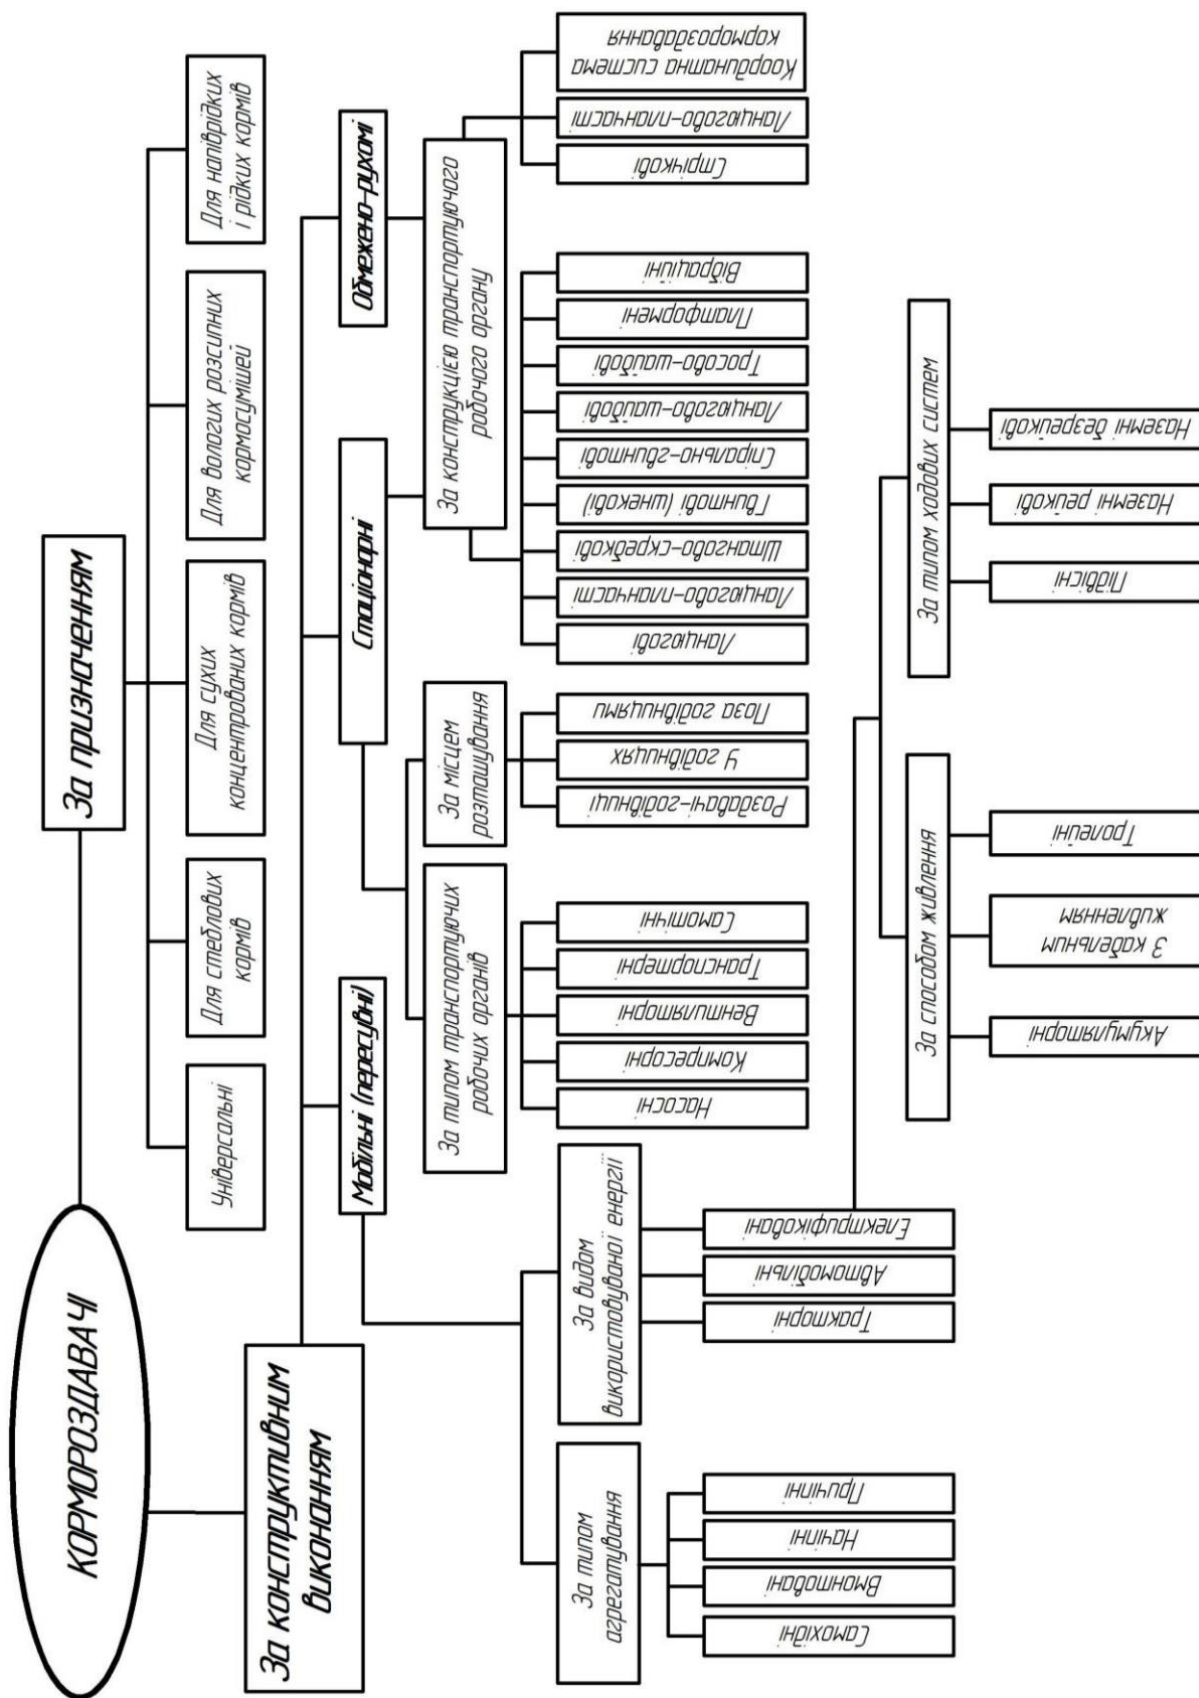 КОРМОРОЗДАВАЧІ
За призначенням
Універсальні
Для стеблових
кормів
Для сухих
концентрованих кормів
Для вологих розсипних
кормосумішей
Для напіврідких
і рідких кормів
За конструктивним
виконанням
Мобільні (пересувні)
Стаціонарні
Обмежено-рухомі
За типом транспортуючих
робочих органів
За місцем
розташування
За конструкцією транспортуючого
робочого органу
За типом
агрегатування
За видом
використовуваної енергії
Насосні
Компресорні
Вентиляторні
Транспортерні
Самотічні
Роздавачі-годівниці
У годівницях
Поза годівницями
Ланцюгові
Ланцюгово-планчасті
Штангово-скребкові
Гвинтові (шнекові)
Спірально-гвинтові
Ланцюгово-шайбові
Тросово-шайбові
Платформені
Вібраційні
Стрічкові
Ланцюгово-планчасті
Координатна система
кормороздавання
Самохідні
Вмонтовані
Начіпні
Причіпні
Тракторні
Автомобільні
Електрифіковані
За способом живлення
За типом ходових систем
Акумуляторні
З кабельним
живленням
Тролейні
Підвісні
Наземні рейкові
Наземні безрейкові